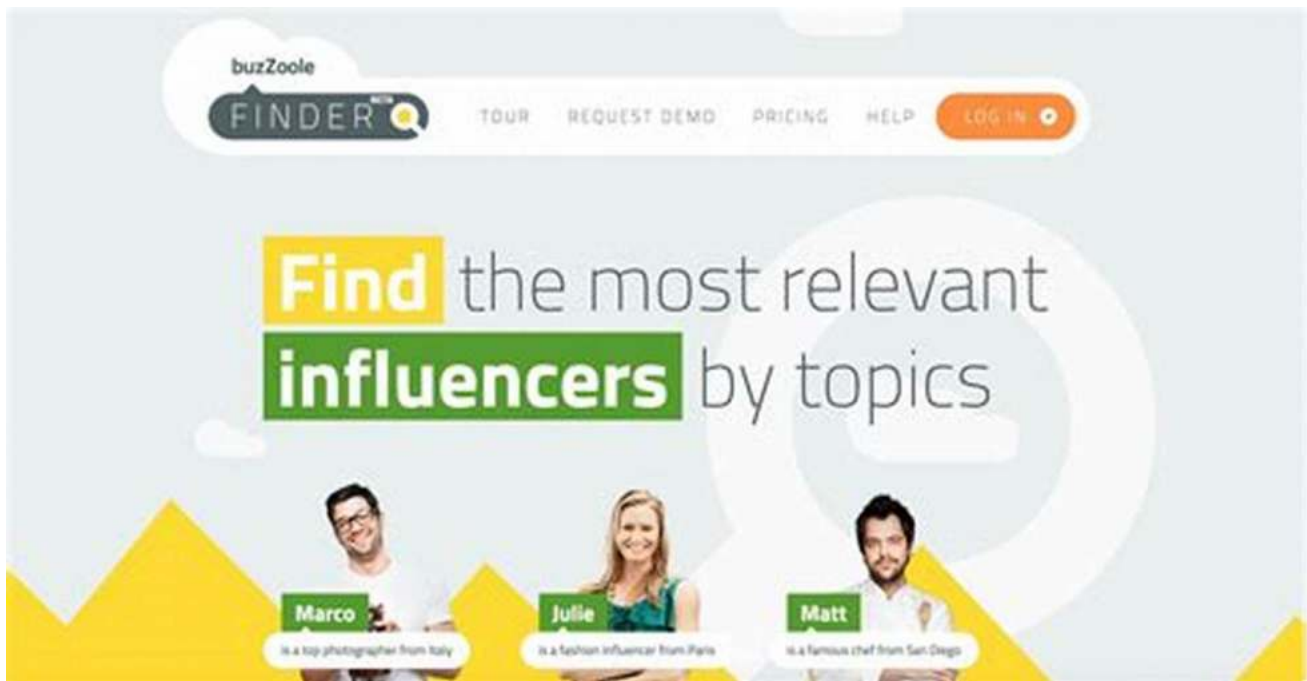 buzZoole
FINDER
TOUR REQUEST DEMO PRICING HELP LOG IN
Find the most relevant
influencers by topics
Marco Julie Matt
is a top photographer from Italy is a fashion influencer from Paris is a famous chef from San Diego